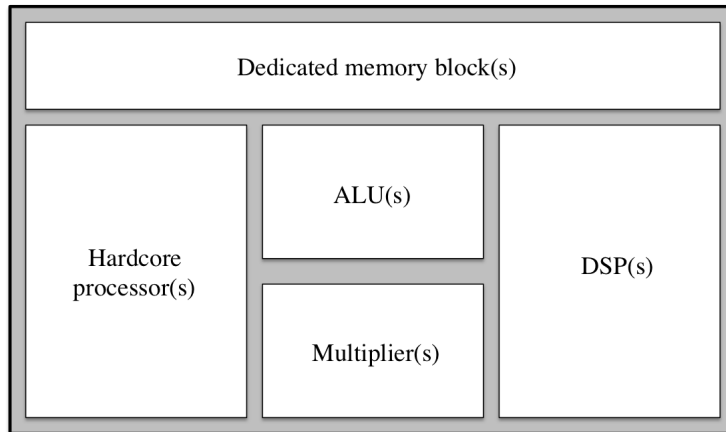 Dedicated memory block(s)
ALU(s)
Hardcore
processor(s)
DSP(s)
Multiplier(s)